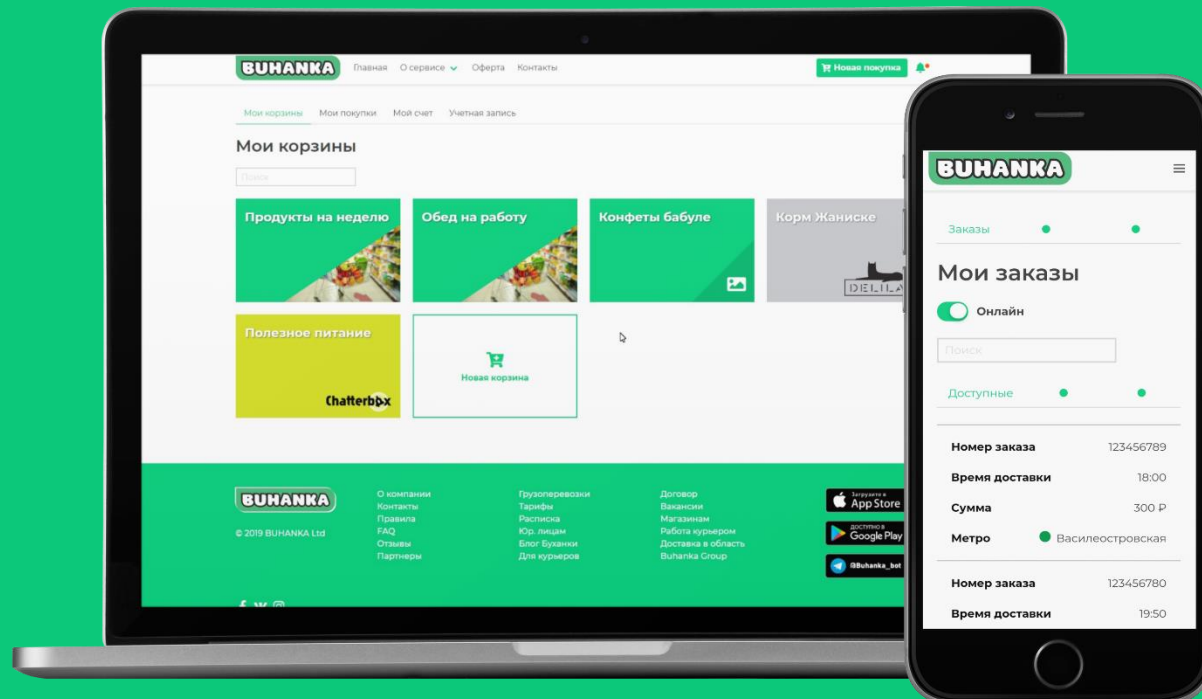 BUHANKA
Главная О сервисе Оферта Контакты
Новая покупка
Мои корзины Мои покупки Мой счет Учетная запись
Мои корзины
Поиск
Продукты на неделю
Обед на работу
Конфеты бабуле
Корм Жаниске
DELILA
Полезное питание
Chatterbox
Новая корзина
BUHANKA
© 2019 BUHANKA Ltd
О компании
Контакты
Правила
FAQ
Отзывы
Партнеры
Грузоперевозки
Тарифы
Расписка
Юр. лицам
Блог Буханки
Для курьеров
Договор
Вакансии
Магазинам
Работа курьером
Доставка в область
Buhanka Group
Загрузите в
App Store
ДОСТУПНО В
Google Play
@Buhanka_bot
BUHANKA
Заказы
Мои заказы
Онлайн
Поиск
Доступные
Номер заказа 123456789
Время доставки 18:00
Сумма 300 ₽
Метро Василеостровская
Номер заказа 123456780
Время доставки 19:50